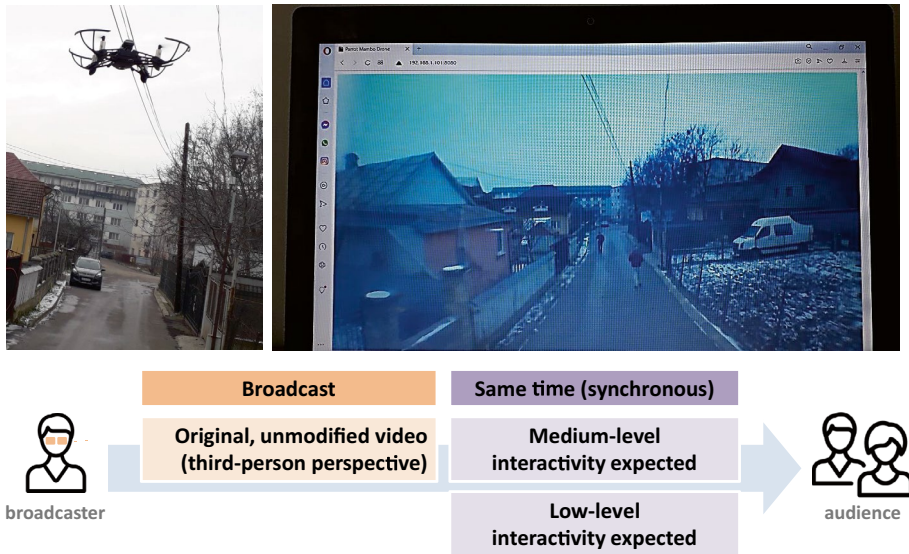 Parrot Mambo Drone
192.168.1.101:8080
Broadcast
Same time (synchronous)
Original, unmodified video
(third-person perspective)
Medium-level
interactivity expected
Low-level
interactivity expected
broadcaster
audience